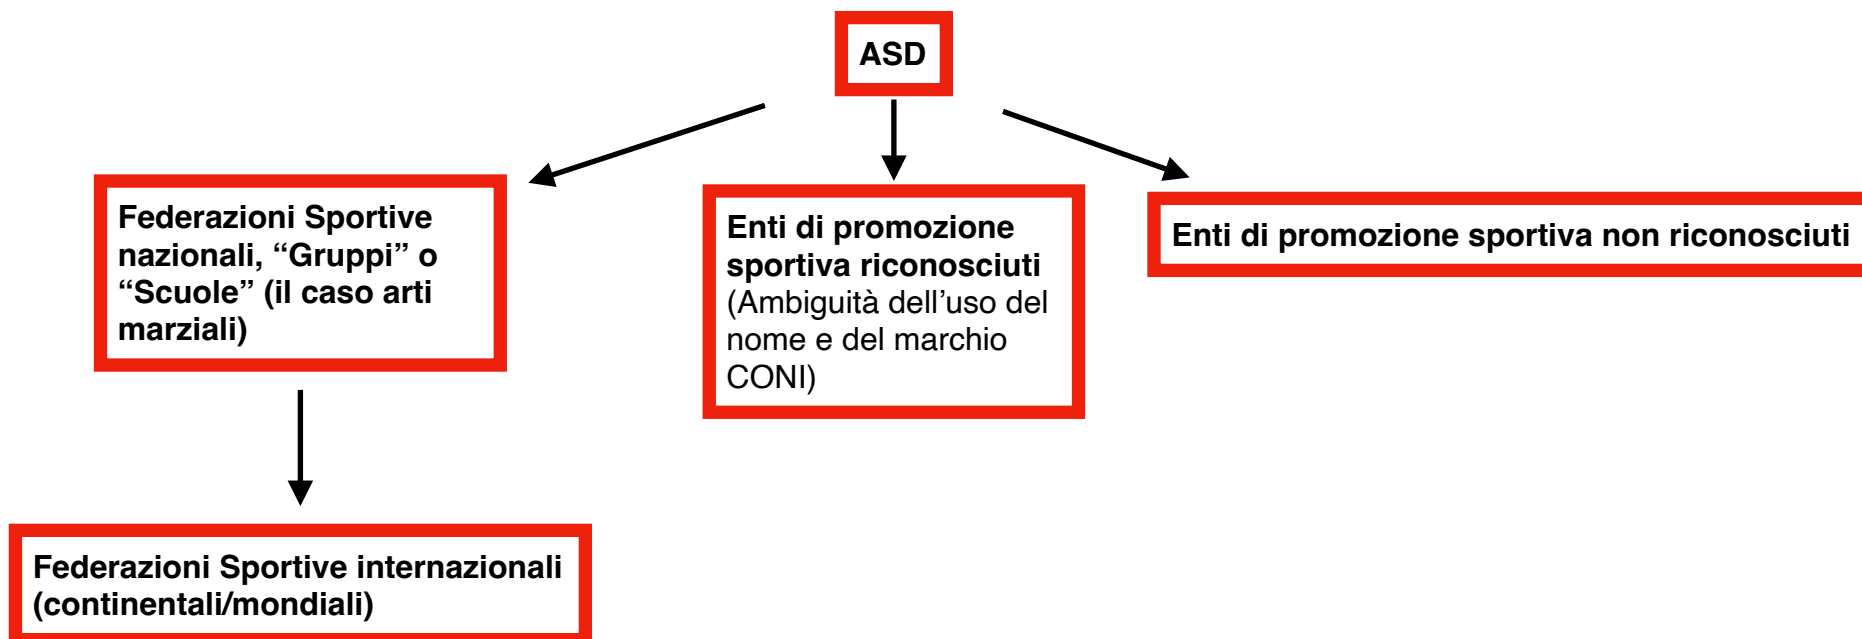 ASD
Federazioni Sportive
nazionali, “Gruppi” o
“Scuole” (il caso arti
marziali)
Enti di promozione
sportiva riconosciuti
(Ambiguità dell’uso del
nome e del marchio
CONI)
Enti di promozione sportiva non riconosciuti
Federazioni Sportive internazionali
(continentali/mondiali)